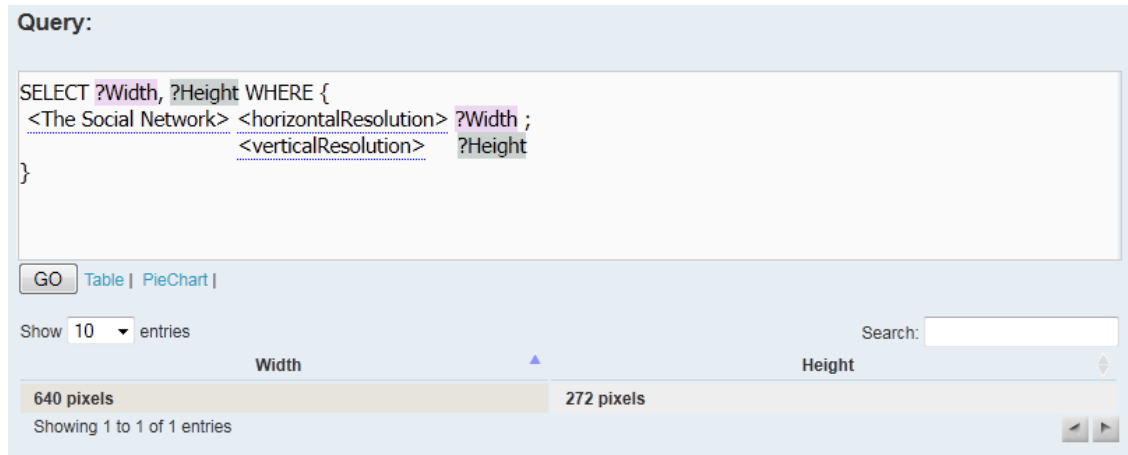 Query:
SELECT ?Width, ?Height WHERE {
<The Social Network> <horizontalResolution> ?Width ;
<verticalResolution> ?Height
}
GO Table | PieChart |
Show 10 entries Search:
Width Height
640 pixels 272 pixels
Showing 1 to 1 of 1 entries